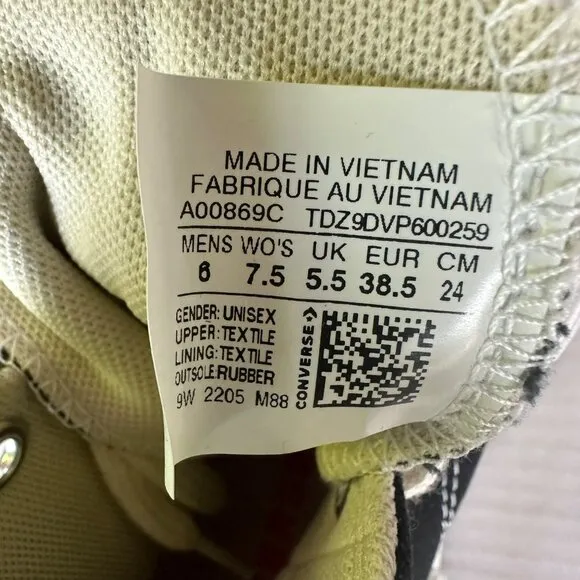 MADE IN VIETNAM
FABRIQUE AU VIETNAM
A00869C TDZ9DVP600259
MENS WO'S UK EUR CM
6 7.5 5.5 38.5 24
GENDER: UNISEX
UPPER: TEXTILE
LINING: TEXTILE
OUTSOLE: RUBBER
9W 2205 M88
CONVERSE